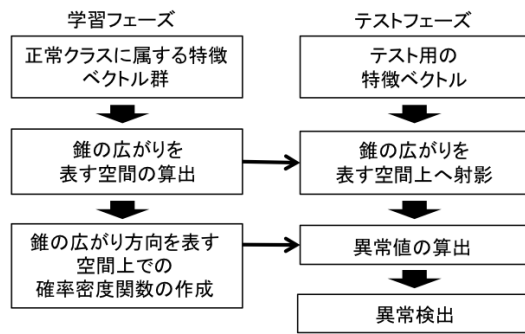 学習フェーズ
正常クラスに属する特徴
ベクトル群
錐の広がりを
表す空間の算出
錐の広がり方向を表す
空間上での
確率密度関数の作成
テストフェーズ
テスト用の
特徴ベクトル
錐の広がりを
表す空間上へ射影
異常値の算出
異常検出